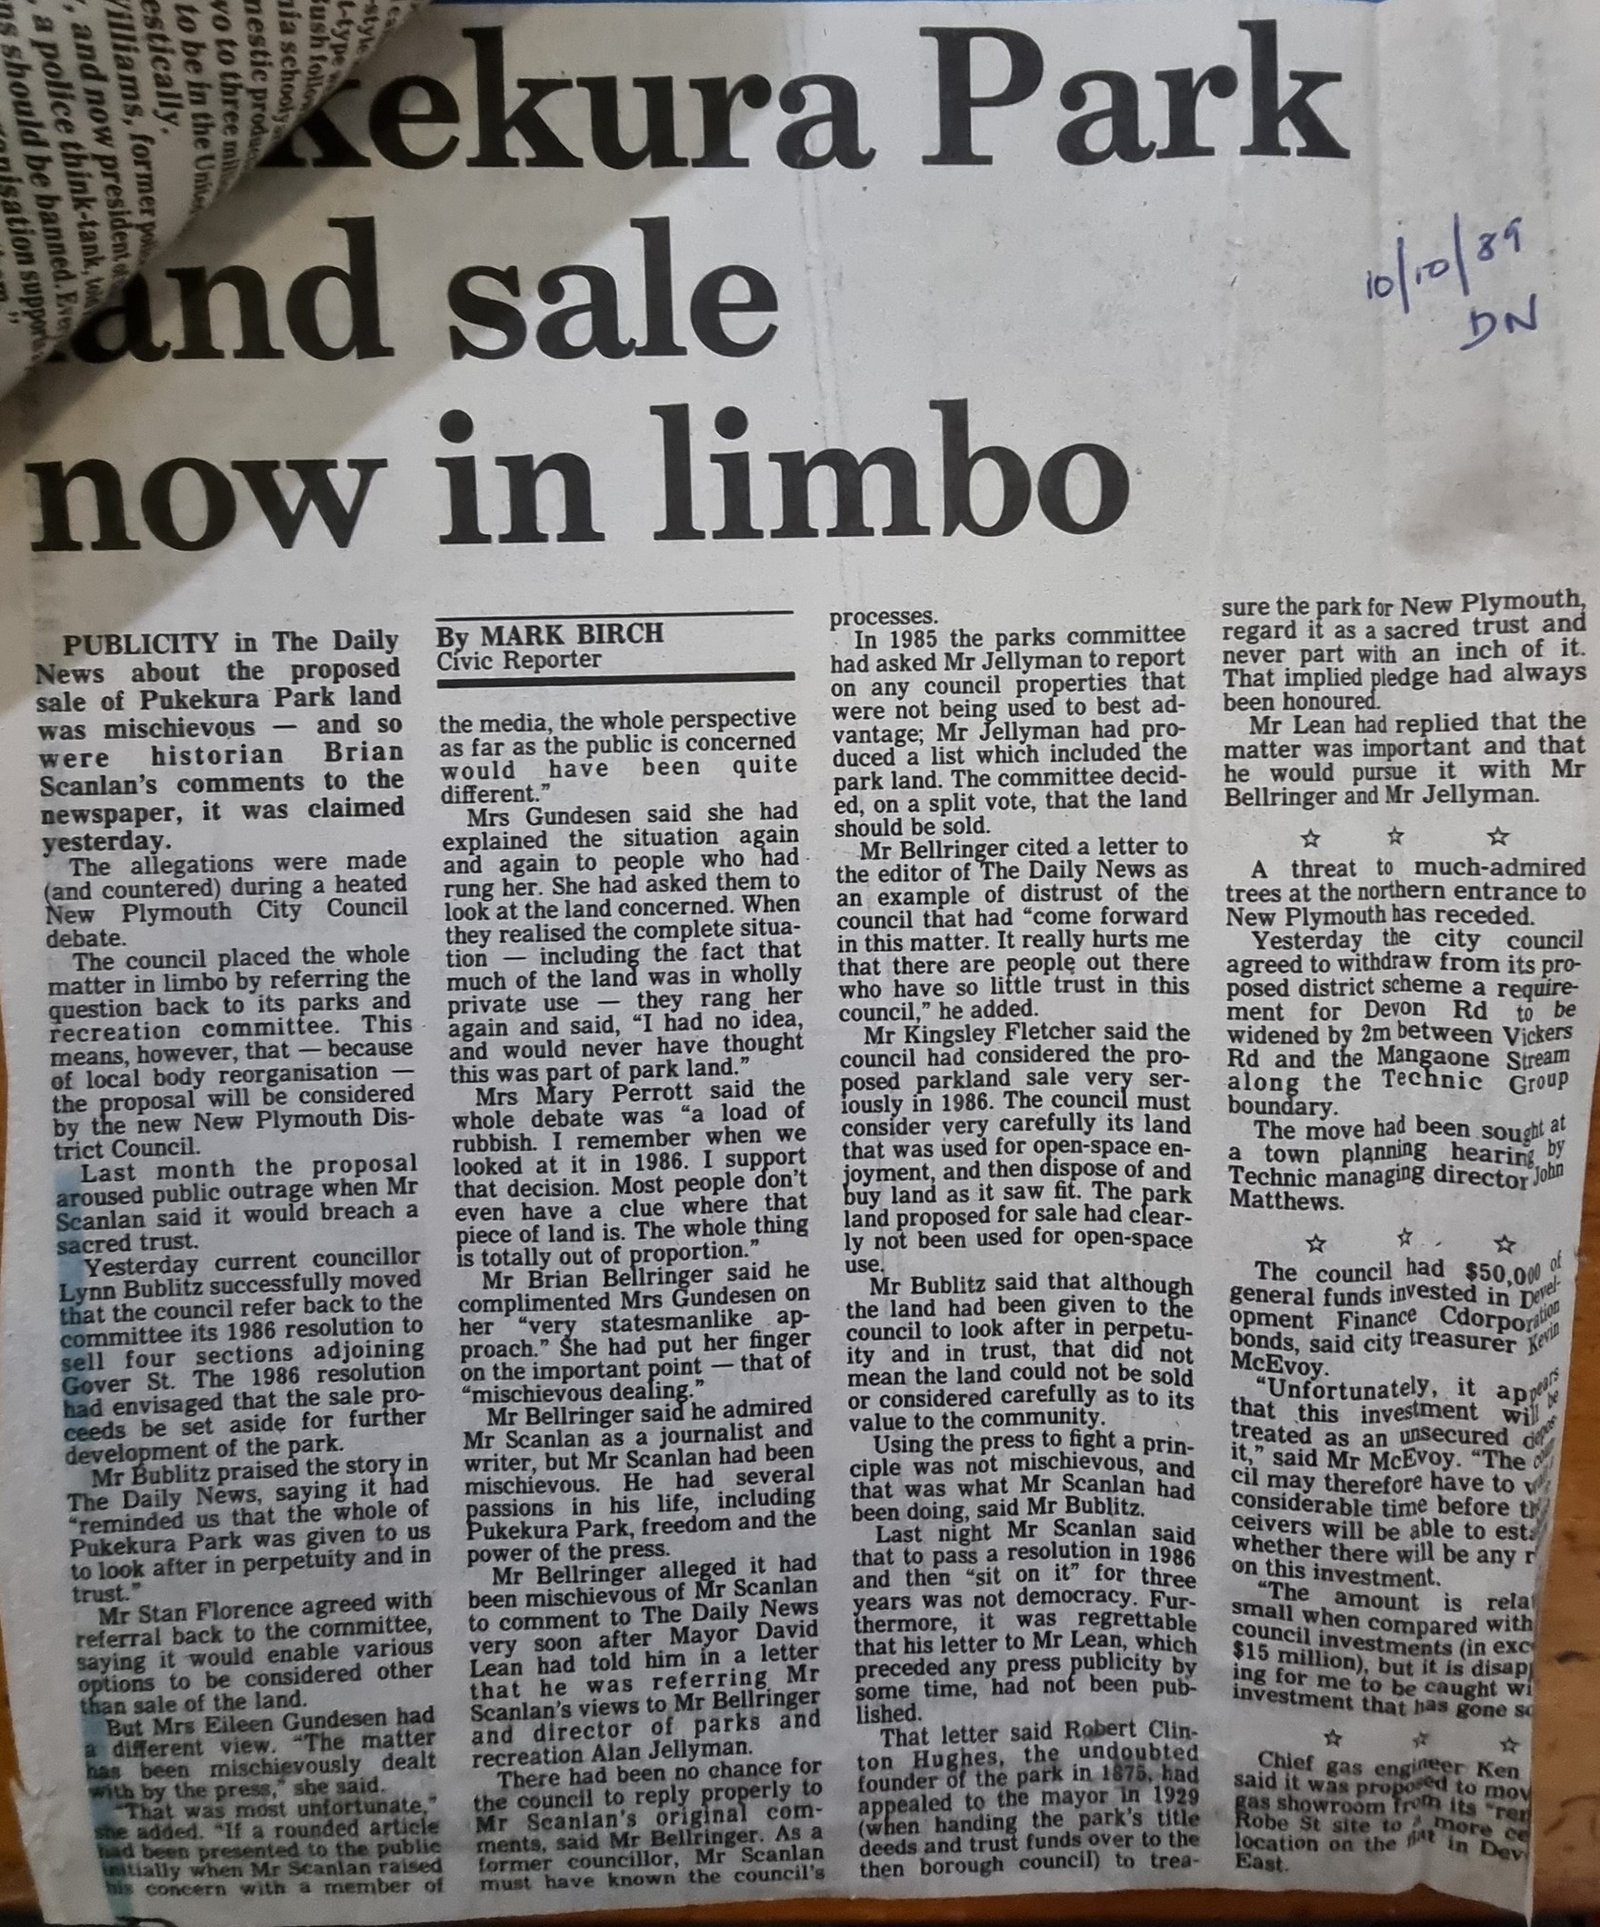 kekura Park
and sale
now in limbo
10/10/89
DN
style
t-type
ush follow
nia schoolyard
mestic produc
vo to three mil
to be in the Unite
estically.
illiams, former po
, and now president of
a police think-tank,
ns should be banned. Eve
nisation support
PUBLICITY in The Daily
News about the proposed
sale of Pukekura Park land
was mischievous — and so
were historian Brian
Scanlan's comments to the
newspaper, it was claimed
yesterday.
The allegations were made
(and countered) during a heated
New Plymouth City Council
debate.
The council placed the whole
matter in limbo by referring the
question back to its parks and
recreation committee. This
means, however, that — because
of local body reorganisation —
the proposal will be considered
by the new New Plymouth Dis-
trict Council.
Last month the proposal
aroused public outrage when Mr
Scanlan said it would breach a
sacred trust.
Yesterday current councillor
Lynn Bublitz successfully moved
that the council refer back to the
committee its 1986 resolution to
sell four sections adjoining
Gover St. The 1986 resolution
had envisaged that the sale pro-
ceeds be set aside for further
development of the park.
Mr Bublitz praised the story in
The Daily News, saying it had
"reminded us that the whole of
Pukekura Park was given to us
to look after in perpetuity and in
trust."
Mr Stan Florence agreed with
referral back to the committee,
saying it would enable various
options to be considered other
than sale of the land.
But Mrs Eileen Gundesen had
a different view. "The matter
has been mischievously dealt
with by the press," she said.
"That was most unfortunate,"
she added. "If a rounded article
had been presented to the public
initially when Mr Scanlan raised
his concern with a member of
By MARK BIRCH
Civic Reporter
the media, the whole perspective
as far as the public is concerned
would have been quite
different."
Mrs Gundesen said she had
explained the situation again
and again to people who had
rung her. She had asked them to
look at the land concerned. When
they realised the complete situa-
tion — including the fact that
much of the land was in wholly
private use — they rang her
again and said, "I had no idea,
and would never have thought
this was part of park land."
Mrs Mary Perrott said the
whole debate was "a load of
rubbish. I remember when we
looked at it in 1986. I support
that decision. Most people don't
even have a clue where that
piece of land is. The whole thing
is totally out of proportion."
Mr Brian Bellringer said he
complimented Mrs Gundesen on
her "very statesmanlike ap-
proach." She had put her finger
on the important point — that of
"mischievous dealing."
Mr Bellringer said he admired
Mr Scanlan as a journalist and
writer, but Mr Scanlan had been
mischievous. He had several
passions in his life, including
Pukekura Park, freedom and the
power of the press.
Mr Bellringer alleged it had
been mischievous of Mr Scanlan
to comment to The Daily News
very soon after Mayor David
Lean had told him in a letter
that he was referring Mr
Scanlan's views to Mr Bellringer
and director of parks and
recreation Alan Jellyman.
There had been no chance for
the council to reply properly to
Mr Scanlan's original com-
ments, said Mr Bellringer. As a
former councillor, Mr Scanlan
must have known the council's
processes.
In 1985 the parks committee
had asked Mr Jellyman to report
on any council properties that
were not being used to best ad-
vantage; Mr Jellyman had pro-
duced a list which included the
park land. The committee decid-
ed, on a split vote, that the land
should be sold.
Mr Bellringer cited a letter to
the editor of The Daily News as
an example of distrust of the
council that had "come forward
in this matter. It really hurts me
that there are people out there
who have so little trust in this
council," he added.
Mr Kingsley Fletcher said the
council had considered the pro-
posed parkland sale very ser-
iously in 1986. The council must
consider very carefully its land
that was used for open-space en-
joyment, and then dispose of and
buy land as it saw fit. The park
land proposed for sale had clear-
ly not been used for open-space
use.
Mr Bublitz said that although
the land had been given to the
council to look after in perpetu-
ity and in trust, that did not
mean the land could not be sold
or considered carefully as to its
value to the community.
Using the press to fight a prin-
ciple was not mischievous, and
that was what Mr Scanlan had
been doing, said Mr Bublitz.
Last night Mr Scanlan said
that to pass a resolution in 1986
and then "sit on it" for three
years was not democracy. Fur-
thermore, it was regrettable
that his letter to Mr Lean, which
preceded any press publicity by
some time, had not been pub-
lished.
That letter said Robert Clin-
ton Hughes, the undoubted
founder of the park in 1875, had
appealed to the mayor in 1929
(when handing the park's title
deeds and trust funds over to the
then borough council) to trea-
sure the park for New Plymouth,
regard it as a sacred trust and
never part with an inch of it.
That implied pledge had always
been honoured.
Mr Lean had replied that the
matter was important and that
he would pursue it with Mr
Bellringer and Mr Jellyman.
☆ ☆ ☆
A threat to much-admired
trees at the northern entrance to
New Plymouth has receded.
Yesterday the city council
agreed to withdraw from its pro-
posed district scheme a require-
ment for Devon Rd to be
widened by 2m between Vickers
Rd and the Mangaone Stream
along the Technic Group
boundary.
The move had been sought at
a town planning hearing by
Technic managing director John
Matthews.
☆ ☆ ☆
The council had $50,000 of
general funds invested in Devel-
opment Finance Cdorporation
bonds, said city treasurer Kevin
McEvoy.
"Unfortunately, it appears
that this investment will be
treated as an unsecured depos
it," said Mr McEvoy. "The coun
cil may therefore have to
considerable time before
ceivers will be able to esta
whether there will be any r
on this investment.
"The amount is rela
small when compared with
council investments (in exc
$15 million), but it is disap
ing for me to be caught wi
investment that has gone so
☆ ☆ ☆
Chief gas engineer Ken
said it was proposed to mov
gas showroom from its "ren
Robe St site to a more ce
location on the flat in Dev
East.